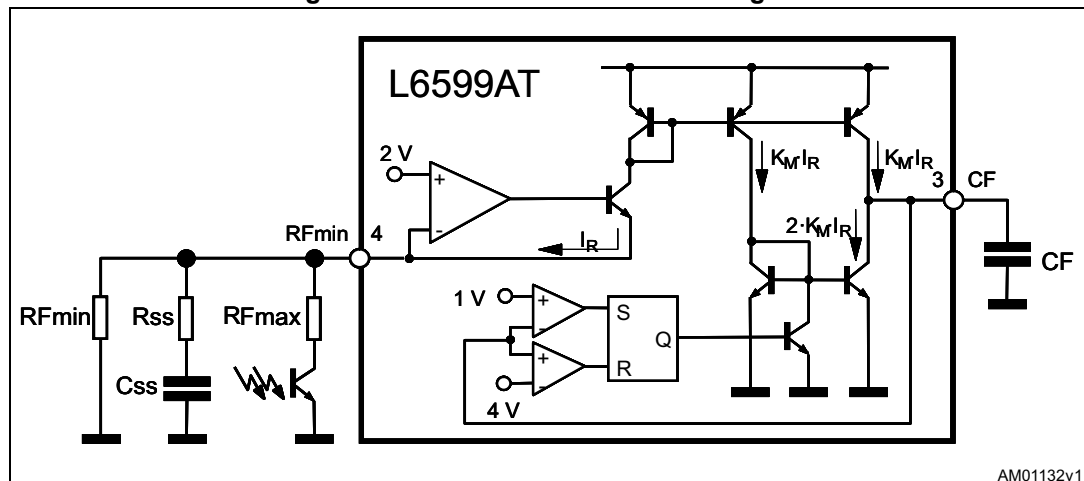 L6599AT
2 V
+
-
K_M·I_R
K_M·I_R
3
CF
RFmin
4
I_R
2·K_M·I_R
CF
RFmin
Rss
RFmax
1 V
+
-
S
Q
+
-
R
Css
4 V
AM01132v1